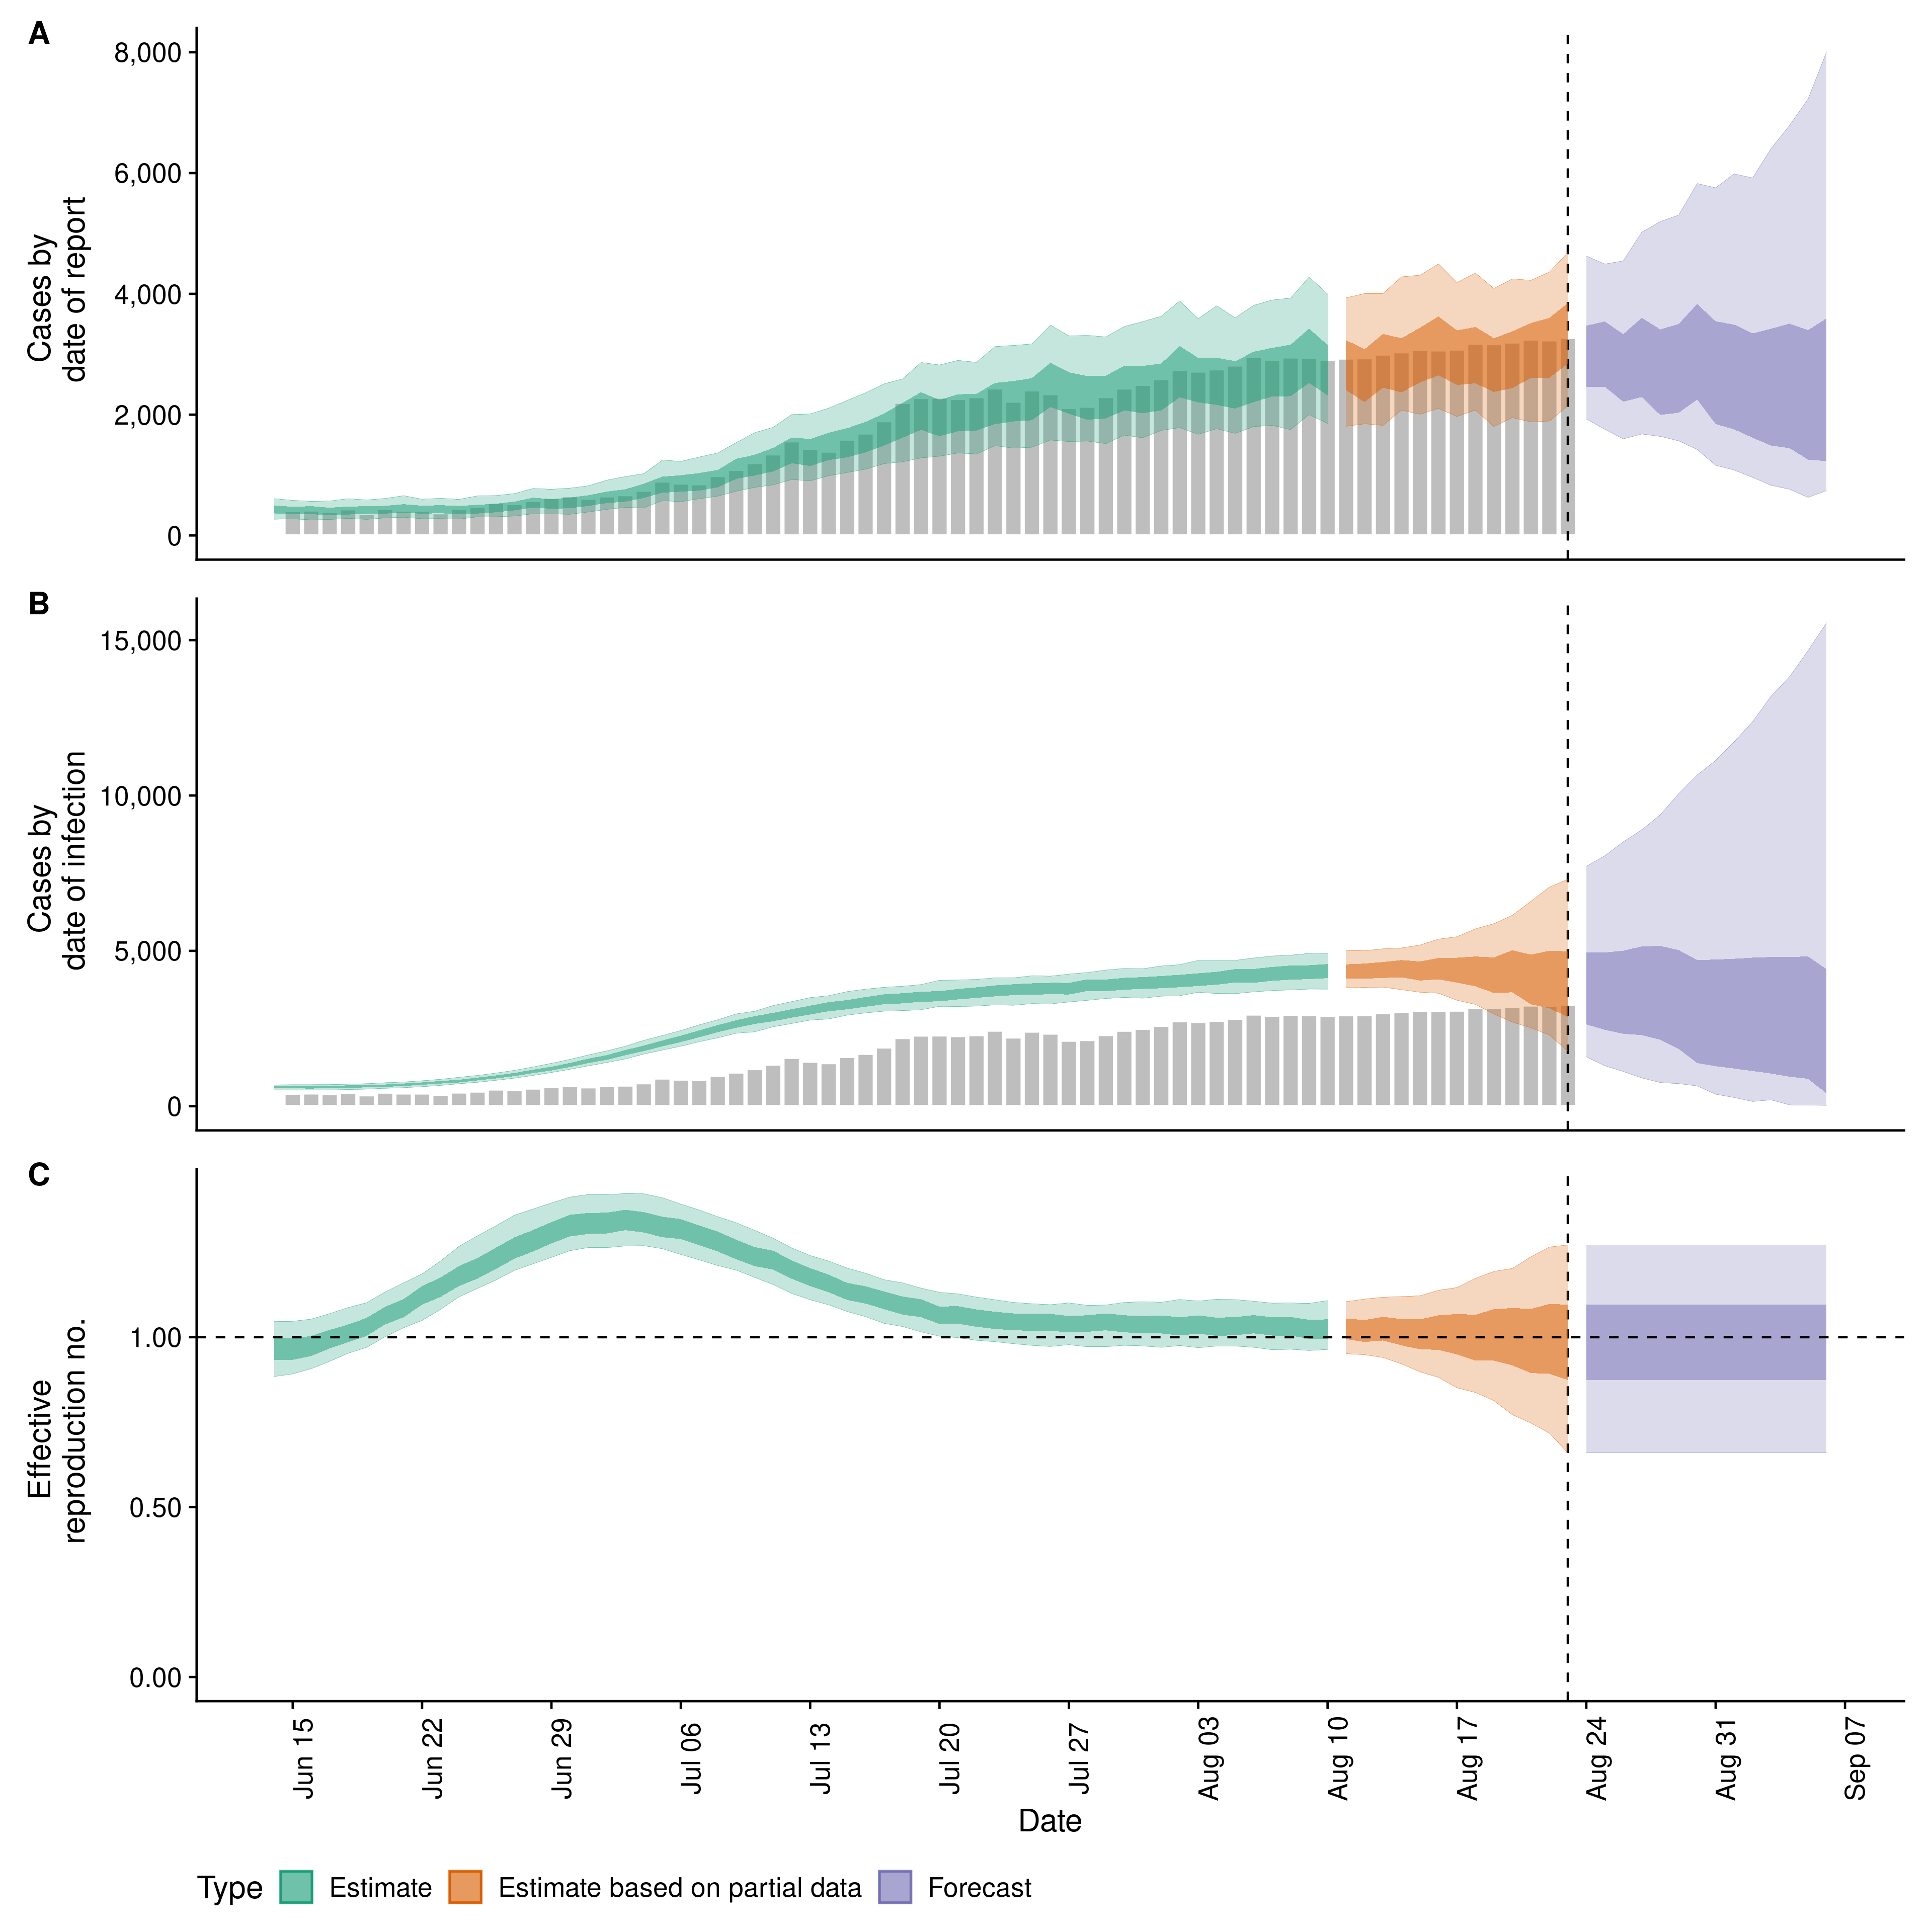 A
8,000
6,000
4,000
2,000
0
Cases by
date of report
B
15,000
10,000
5,000
0
Cases by
date of infection
C
1.00
0.50
0.00
Effective
reproduction no.
Jun 15
Jun 22
Jun 29
Jul 06
Jul 13
Jul 20
Jul 27
Aug 03
Aug 10
Aug 17
Aug 24
Aug 31
Sep 07
Date
Type
Estimate
Estimate based on partial data
Forecast